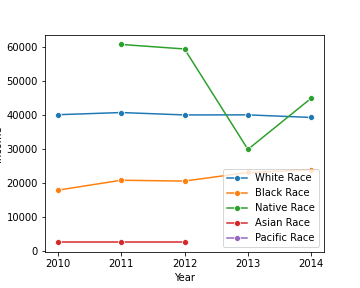 60000
50000
40000
30000
20000
10000
0
White Race
Black Race
Native Race
Asian Race
Pacific Race
2010 2011 2012 2013 2014
Year